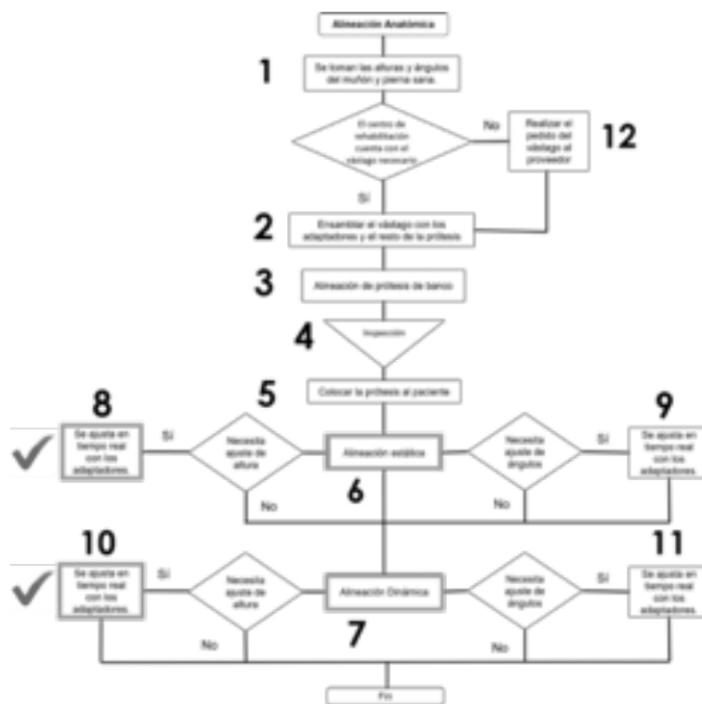 Alineación Anatómica
1
Se toman las alturas y ángulos
del muñón y pierna sana.
El centro de
rehabilitación
cuenta con el
vástago necesario
No
Realizar el
pedido del
vástago al
proveedor
12
Sí
2
Ensamblar el vástago con los
adaptadores y el resto de la prótesis
3
Alineación de prótesis de banco
4
Inspección
Colocar la prótesis al paciente
8
Se ajusta en
tiempo real
con los
adaptadores.
Sí
5
Necesita
ajuste de
altura
Alineación estática
6
Necesita
ajuste de
ángulos
Sí
9
Se ajusta en
tiempo real
con los
adaptadores.
No
No
10
Se ajusta en
tiempo real
con los
adaptadores.
Sí
Necesita
ajuste de
altura
Alineación Dinámica
7
Necesita
ajuste de
ángulos
Sí
11
Se ajusta en
tiempo real
con los
adaptadores.
No
No
Fin